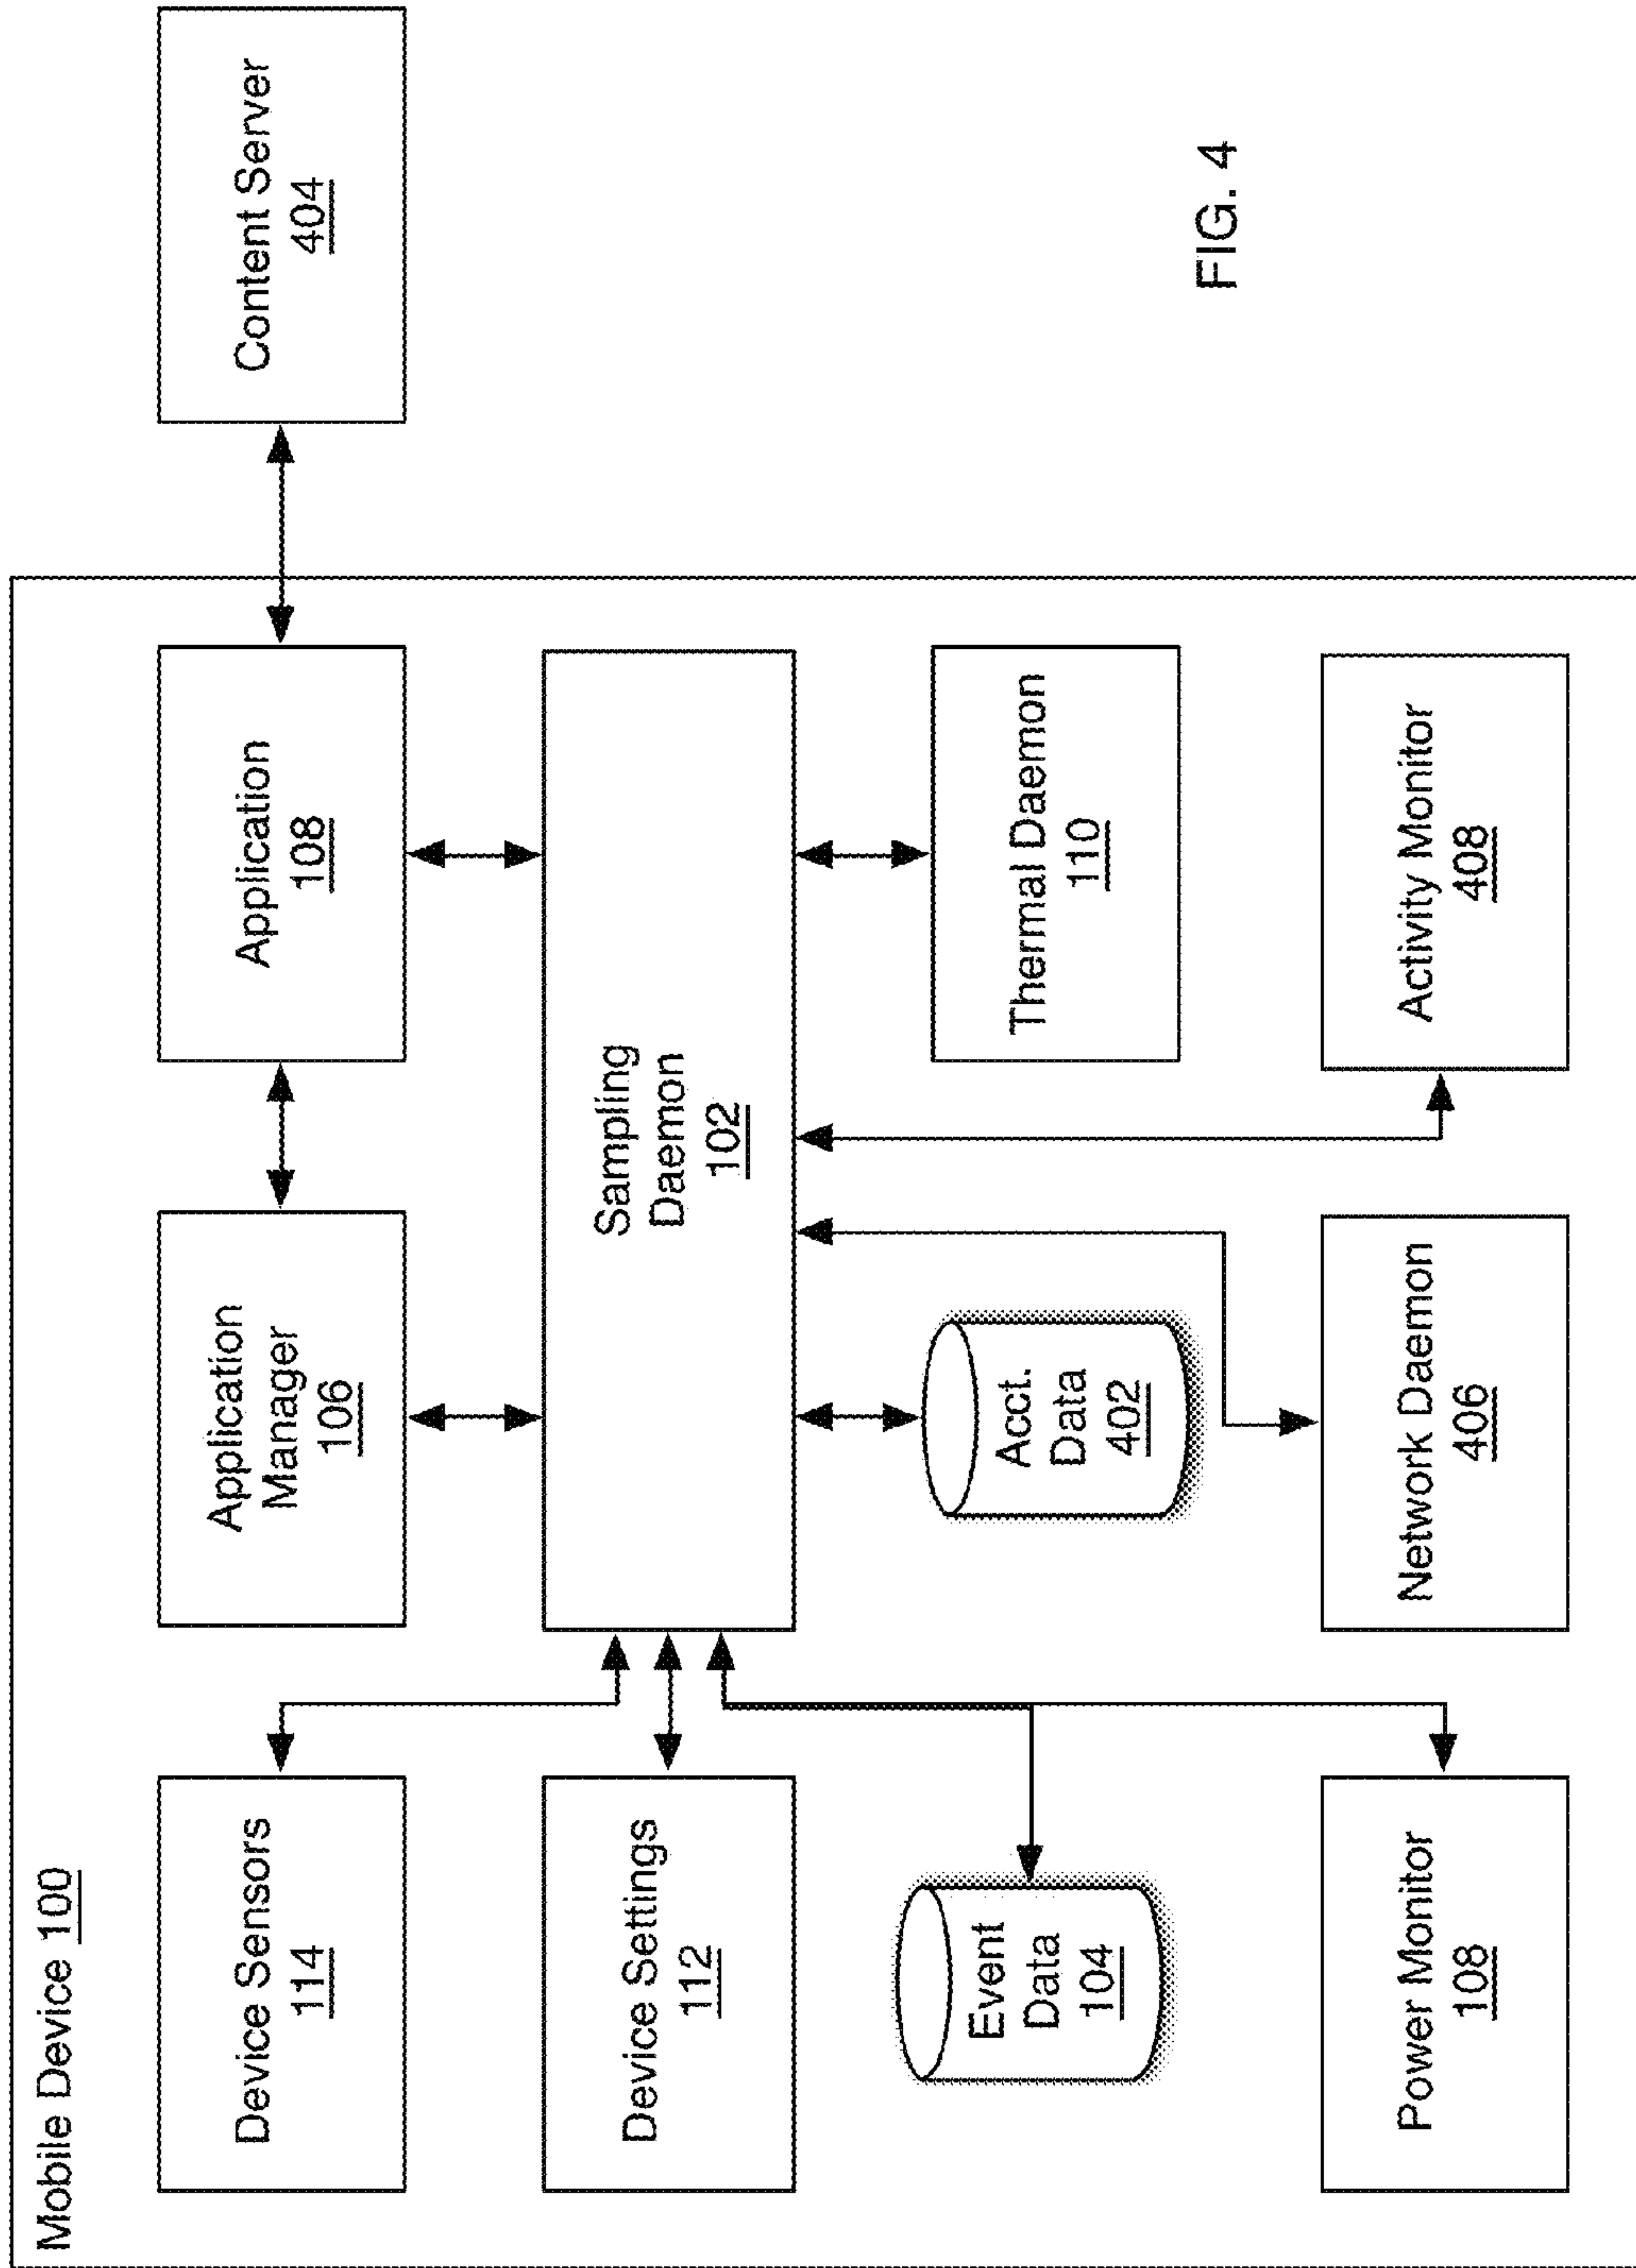 Mobile Device 100
Device Sensors
114
Application
Manager
106
Application
108
Content Server
404
Device Settings
112
Sampling
Daemon
102
Event
Data
104
Acct.
Data
402
Thermal Daemon
110
Power Monitor
108
Network Daemon
406
Activity Monitor
408
FIG. 4